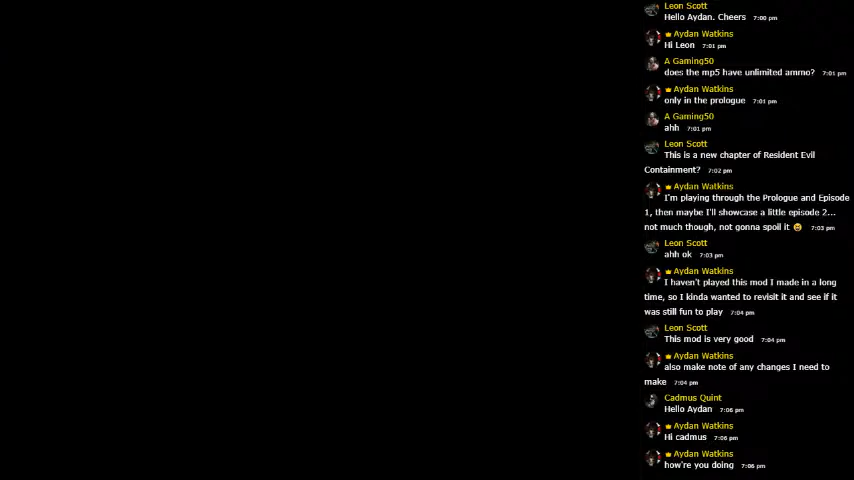 Leon Scott
Hello Aydan. Cheers 7:00 pm
Aydan Watkins
Hi Leon 7:01 pm
A Gaming50
does the mp5 have unlimited ammo? 7:01 pm
Aydan Watkins
only in the prologue 7:01 pm
A Gaming50
ahh 7:01 pm
Leon Scott
This is a new chapter of Resident Evil
Containment? 7:02 pm
Aydan Watkins
I'm playing through the Prologue and Episode
1, then maybe I'll showcase a little episode 2...
not much though, not gonna spoil it 😄 7:03 pm
Leon Scott
ahh ok 7:03 pm
Aydan Watkins
I haven't played this mod I made in a long
time, so I kinda wanted to revisit it and see if it
was still fun to play 7:04 pm
Leon Scott
This mod is very good 7:04 pm
Aydan Watkins
also make note of any changes I need to
make 7:04 pm
Cadmus Quint
Hello Aydan 7:06 pm
Aydan Watkins
Hi cadmus 7:06 pm
Aydan Watkins
how're you doing 7:06 pm